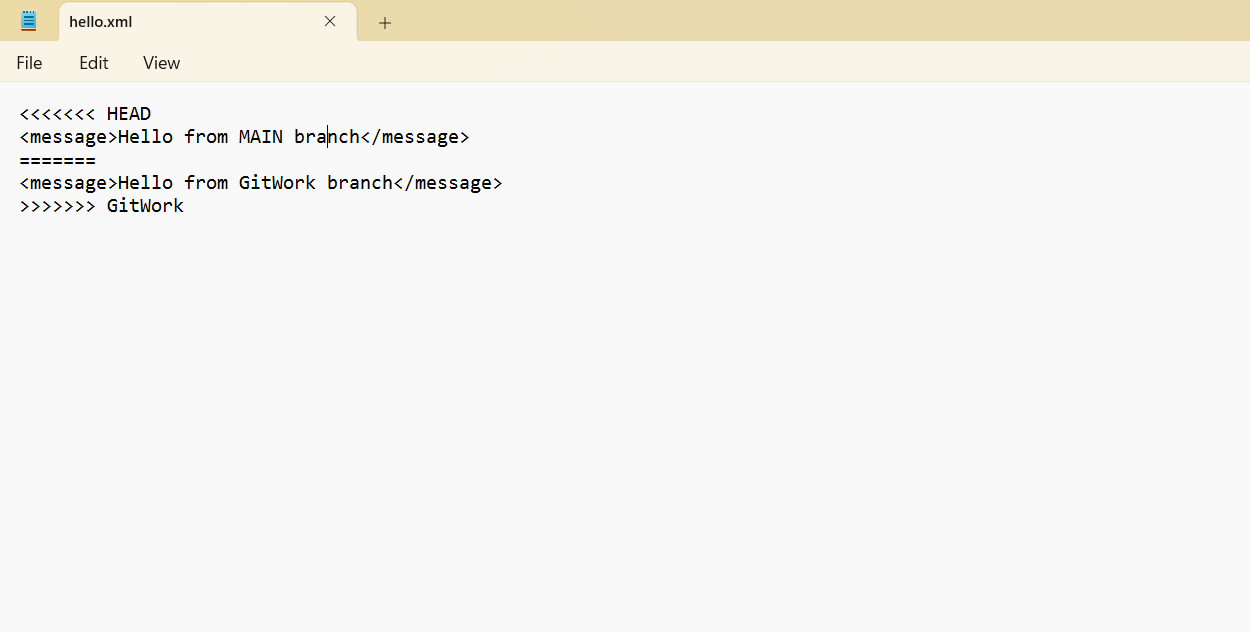 hello.xml
File Edit View
<<<<<<< HEAD
<message>Hello from MAIN branch</message>
=======
<message>Hello from GitWork branch</message>
>>>>>>> GitWork